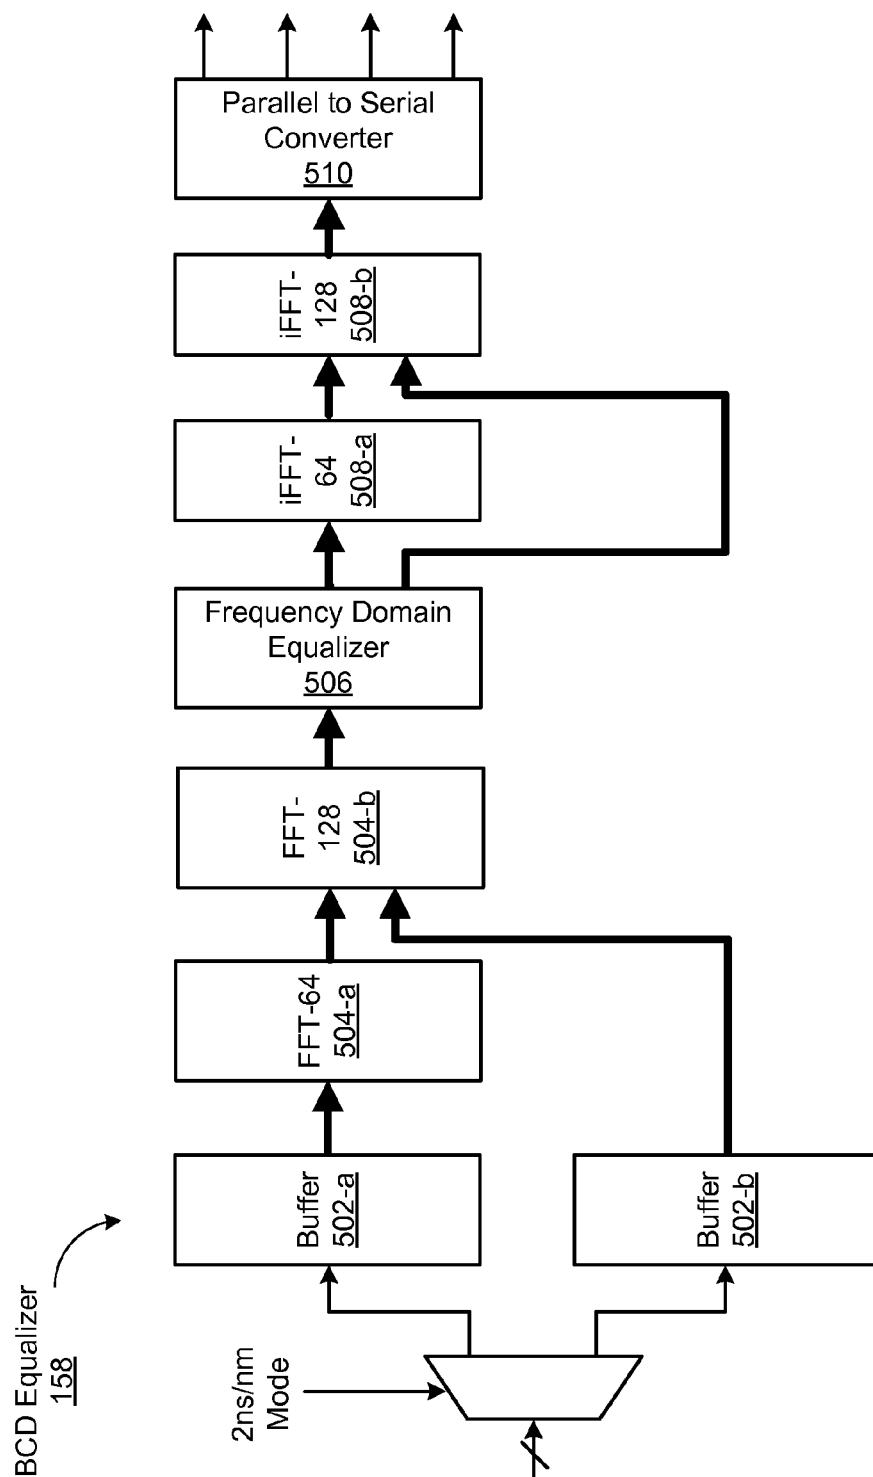 Parallel to Serial
Converter
510
iFFT-
128
508-b
iFFT-
64
508-a
Frequency Domain
Equalizer
506
FFT-
128
504-b
FFT-64
504-a
Buffer
502-a
Buffer
502-b
BCD Equalizer
158
2ns/nm
Mode